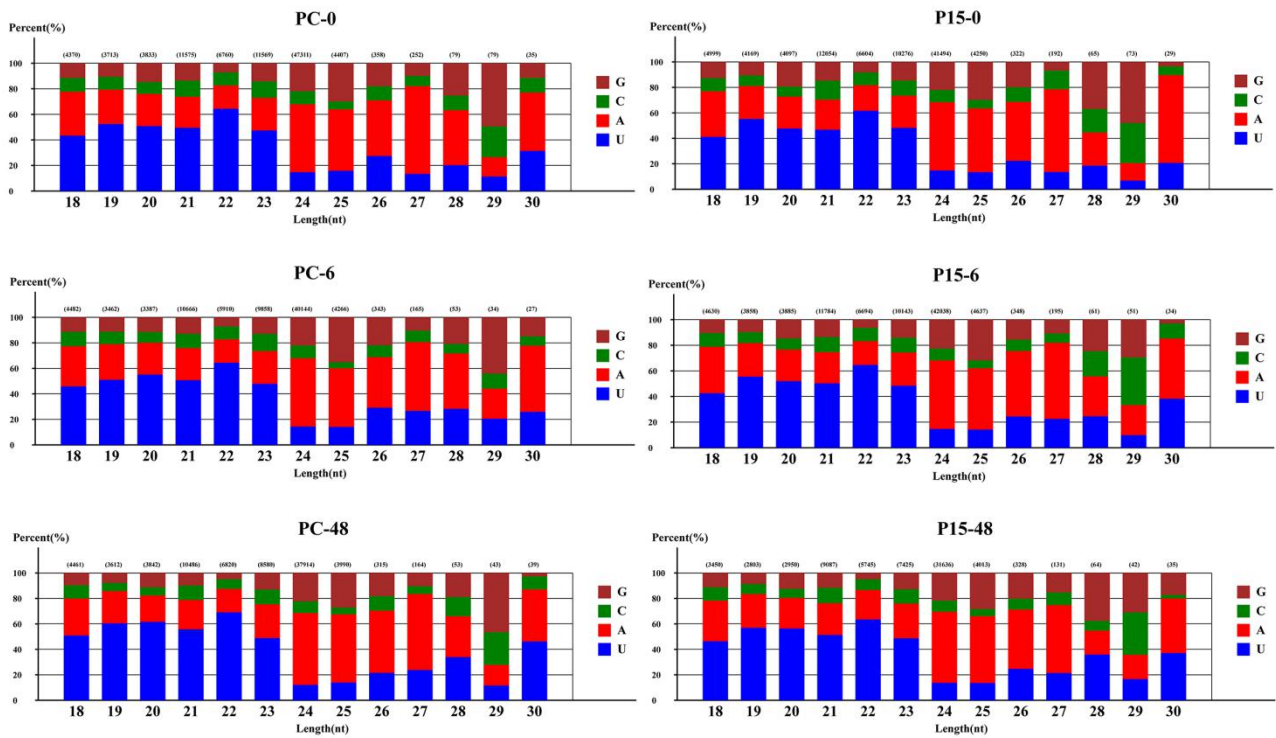 PC-0
Percent(%)
(4370) (3713) (3833) (11575) (6760) (11569) (47311) (4407) (358) (252) (79) (79) (35)
100
80
60
40
20
0
18 19 20 21 22 23 24 25 26 27 28 29 30
Length(nt)
G
C
A
U
P15-0
Percent(%)
(4999) (4169) (4097) (12054) (6604) (10276) (41494) (4250) (322) (192) (65) (73) (29)
100
80
60
40
20
0
18 19 20 21 22 23 24 25 26 27 28 29 30
Length(nt)
G
C
A
U
PC-6
Percent(%)
(4482) (3462) (3387) (10666) (5910) (9858) (40144) (4266) (343) (165) (53) (34) (27)
100
80
60
40
20
0
18 19 20 21 22 23 24 25 26 27 28 29 30
Length(nt)
G
C
A
U
P15-6
Percent(%)
(4630) (3858) (3885) (11784) (6694) (10143) (42038) (4637) (348) (195) (61) (51) (34)
100
80
60
40
20
0
18 19 20 21 22 23 24 25 26 27 28 29 30
Length(nt)
G
C
A
U
PC-48
Percent(%)
(4461) (3612) (3842) (10486) (6820) (8580) (37914) (3990) (315) (164) (53) (43) (39)
100
80
60
40
20
0
18 19 20 21 22 23 24 25 26 27 28 29 30
Length(nt)
G
C
A
U
P15-48
Percent(%)
(3450) (2803) (2950) (9087) (5745) (7425) (31636) (4013) (328) (131) (64) (42) (35)
100
80
60
40
20
0
18 19 20 21 22 23 24 25 26 27 28 29 30
Length(nt)
G
C
A
U